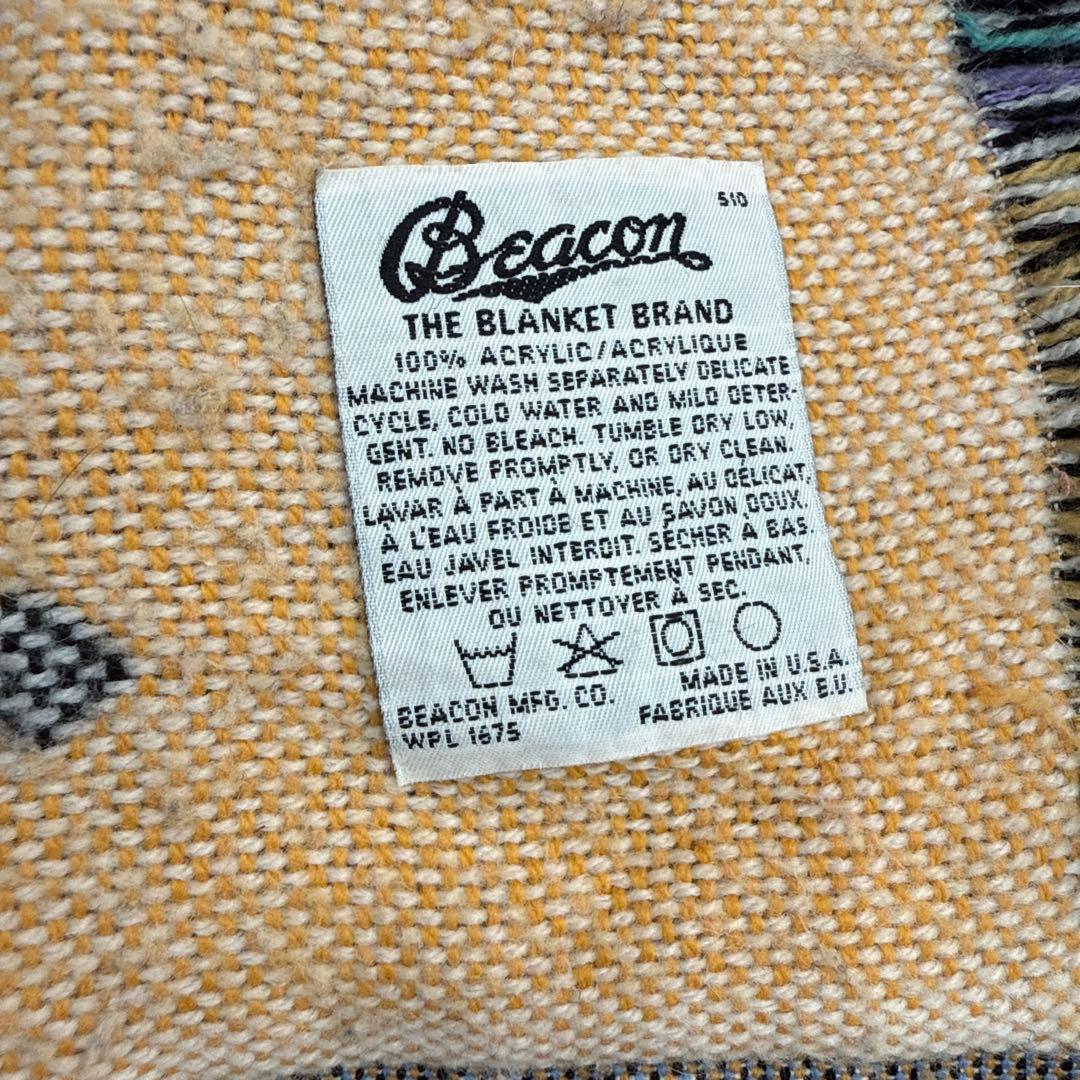 510
Beacon
THE BLANKET BRAND
100% ACRYLIC/ACRYLIQUE
MACHINE WASH SEPARATELY DELICATE
CYCLE, COLD WATER AND MILD DETER-
GENT. NO BLEACH. TUMBLE DRY LOW,
REMOVE PROMPTLY, OR DRY CLEAN.
LAVAR À PART À MACHINE, AU DÉLICAT,
À L'EAU FROIDE ET AU SAVON DOUX.
EAU JAVEL INTERDIT. SÉCHER À BAS
ENLEVER PROMPTEMENT PENDANT,
OU NETTOYER À SEC.
BEACON MFG. CO.
WPL 1675
MADE IN U.S.A.
FABRIQUE AUX E.U.